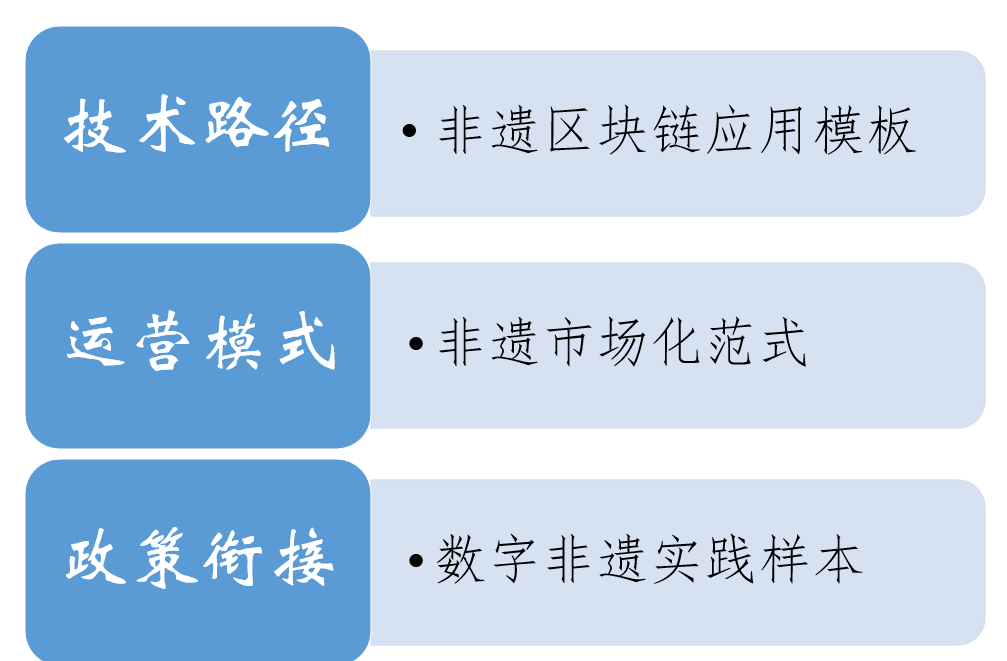 技术路径
• 非遗区块链应用模板
运营模式
• 非遗市场化范式
政策衔接
• 数字非遗实践样本